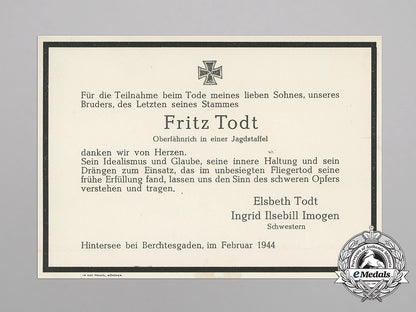 Für die Teilnahme beim Tode meines lieben Sohnes, unseres
Bruders, des Letzten seines Stammes
Fritz Todt
Oberfähnrich in einer Jagdstaffel
danken wir von Herzen.
Sein Idealismus und Glaube, seine innere Haltung und sein
Drängen zum Einsatz, das im unbesiegten Fliegertod seine
frühe Erfüllung fand, lassen uns den Sinn des schweren Opfers
verstehen und tragen.
Elsbeth Todt
Ingrid Ilsebill Imogen
Schwestern
Hintersee bei Berchtesgaden, im Februar 1944
eMedals